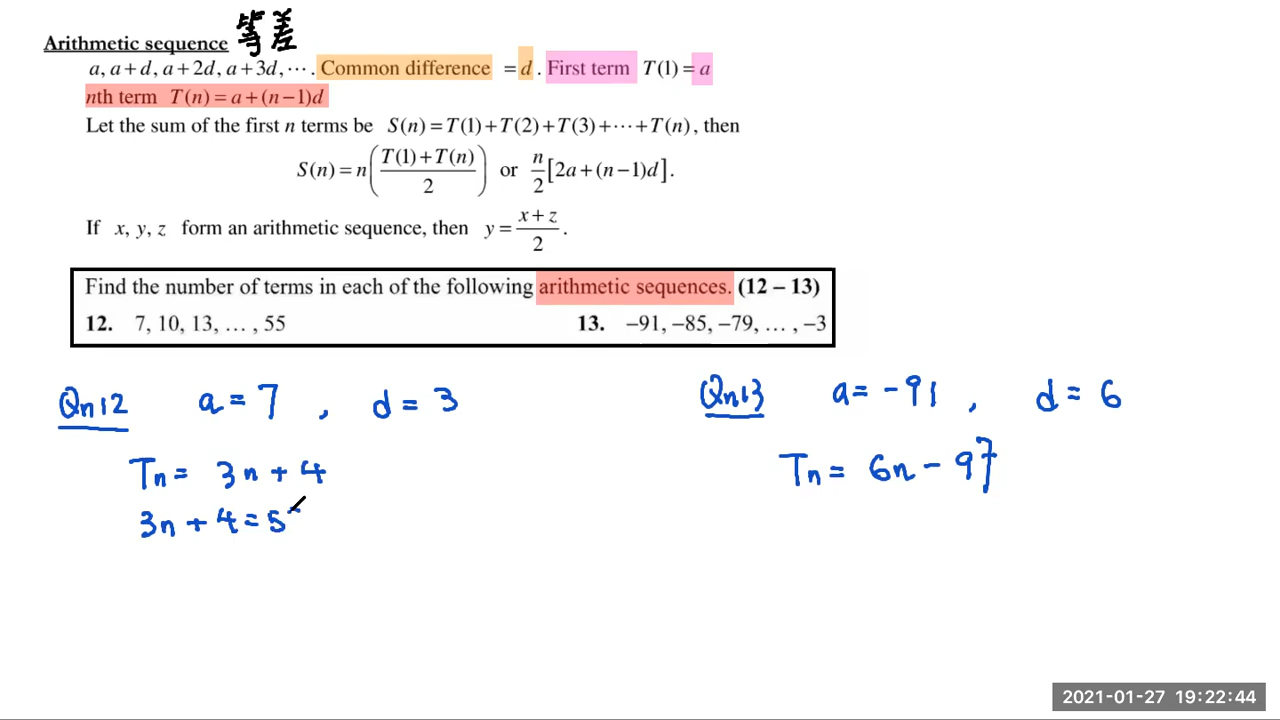 Arithmetic sequence 等差
a, a+d, a+2d, a+3d, ⋯. Common difference = d. First term T(1) = a
nth term T(n) = a+(n−1)d
Let the sum of the first n terms be S(n) = T(1)+T(2)+T(3)+⋯+T(n), then
S(n) = n(T(1)+T(n)/2) or n/2[2a+(n−1)d].
If x, y, z form an arithmetic sequence, then y = x+z/2.
Find the number of terms in each of the following arithmetic sequences. (12 – 13)
12. 7, 10, 13, … , 55 13. –91, –85, –79, … , –3
Qn12 a = 7 , d = 3
Tn = 3n + 4
3n + 4 = 5
Qn13 a = -91 , d = 6
Tn = 6n - 97
2021-01-27 19:22:44